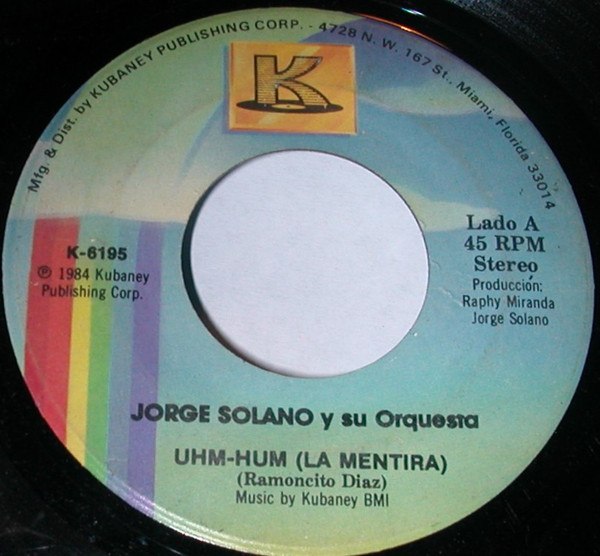 Mfg. & Dist. by KUBANEY PUBLISHING CORP. - 4728 N. W. 167 St., Miami, Florida 33014
K
K-6195
℗ 1984 Kubaney
Publishing Corp.
Lado A
45 RPM
Stereo
Producción:
Raphy Miranda
Jorge Solano
JORGE SOLANO y su Orquesta
UHM-HUM (LA MENTIRA)
(Ramoncito Diaz)
Music by Kubaney BMI